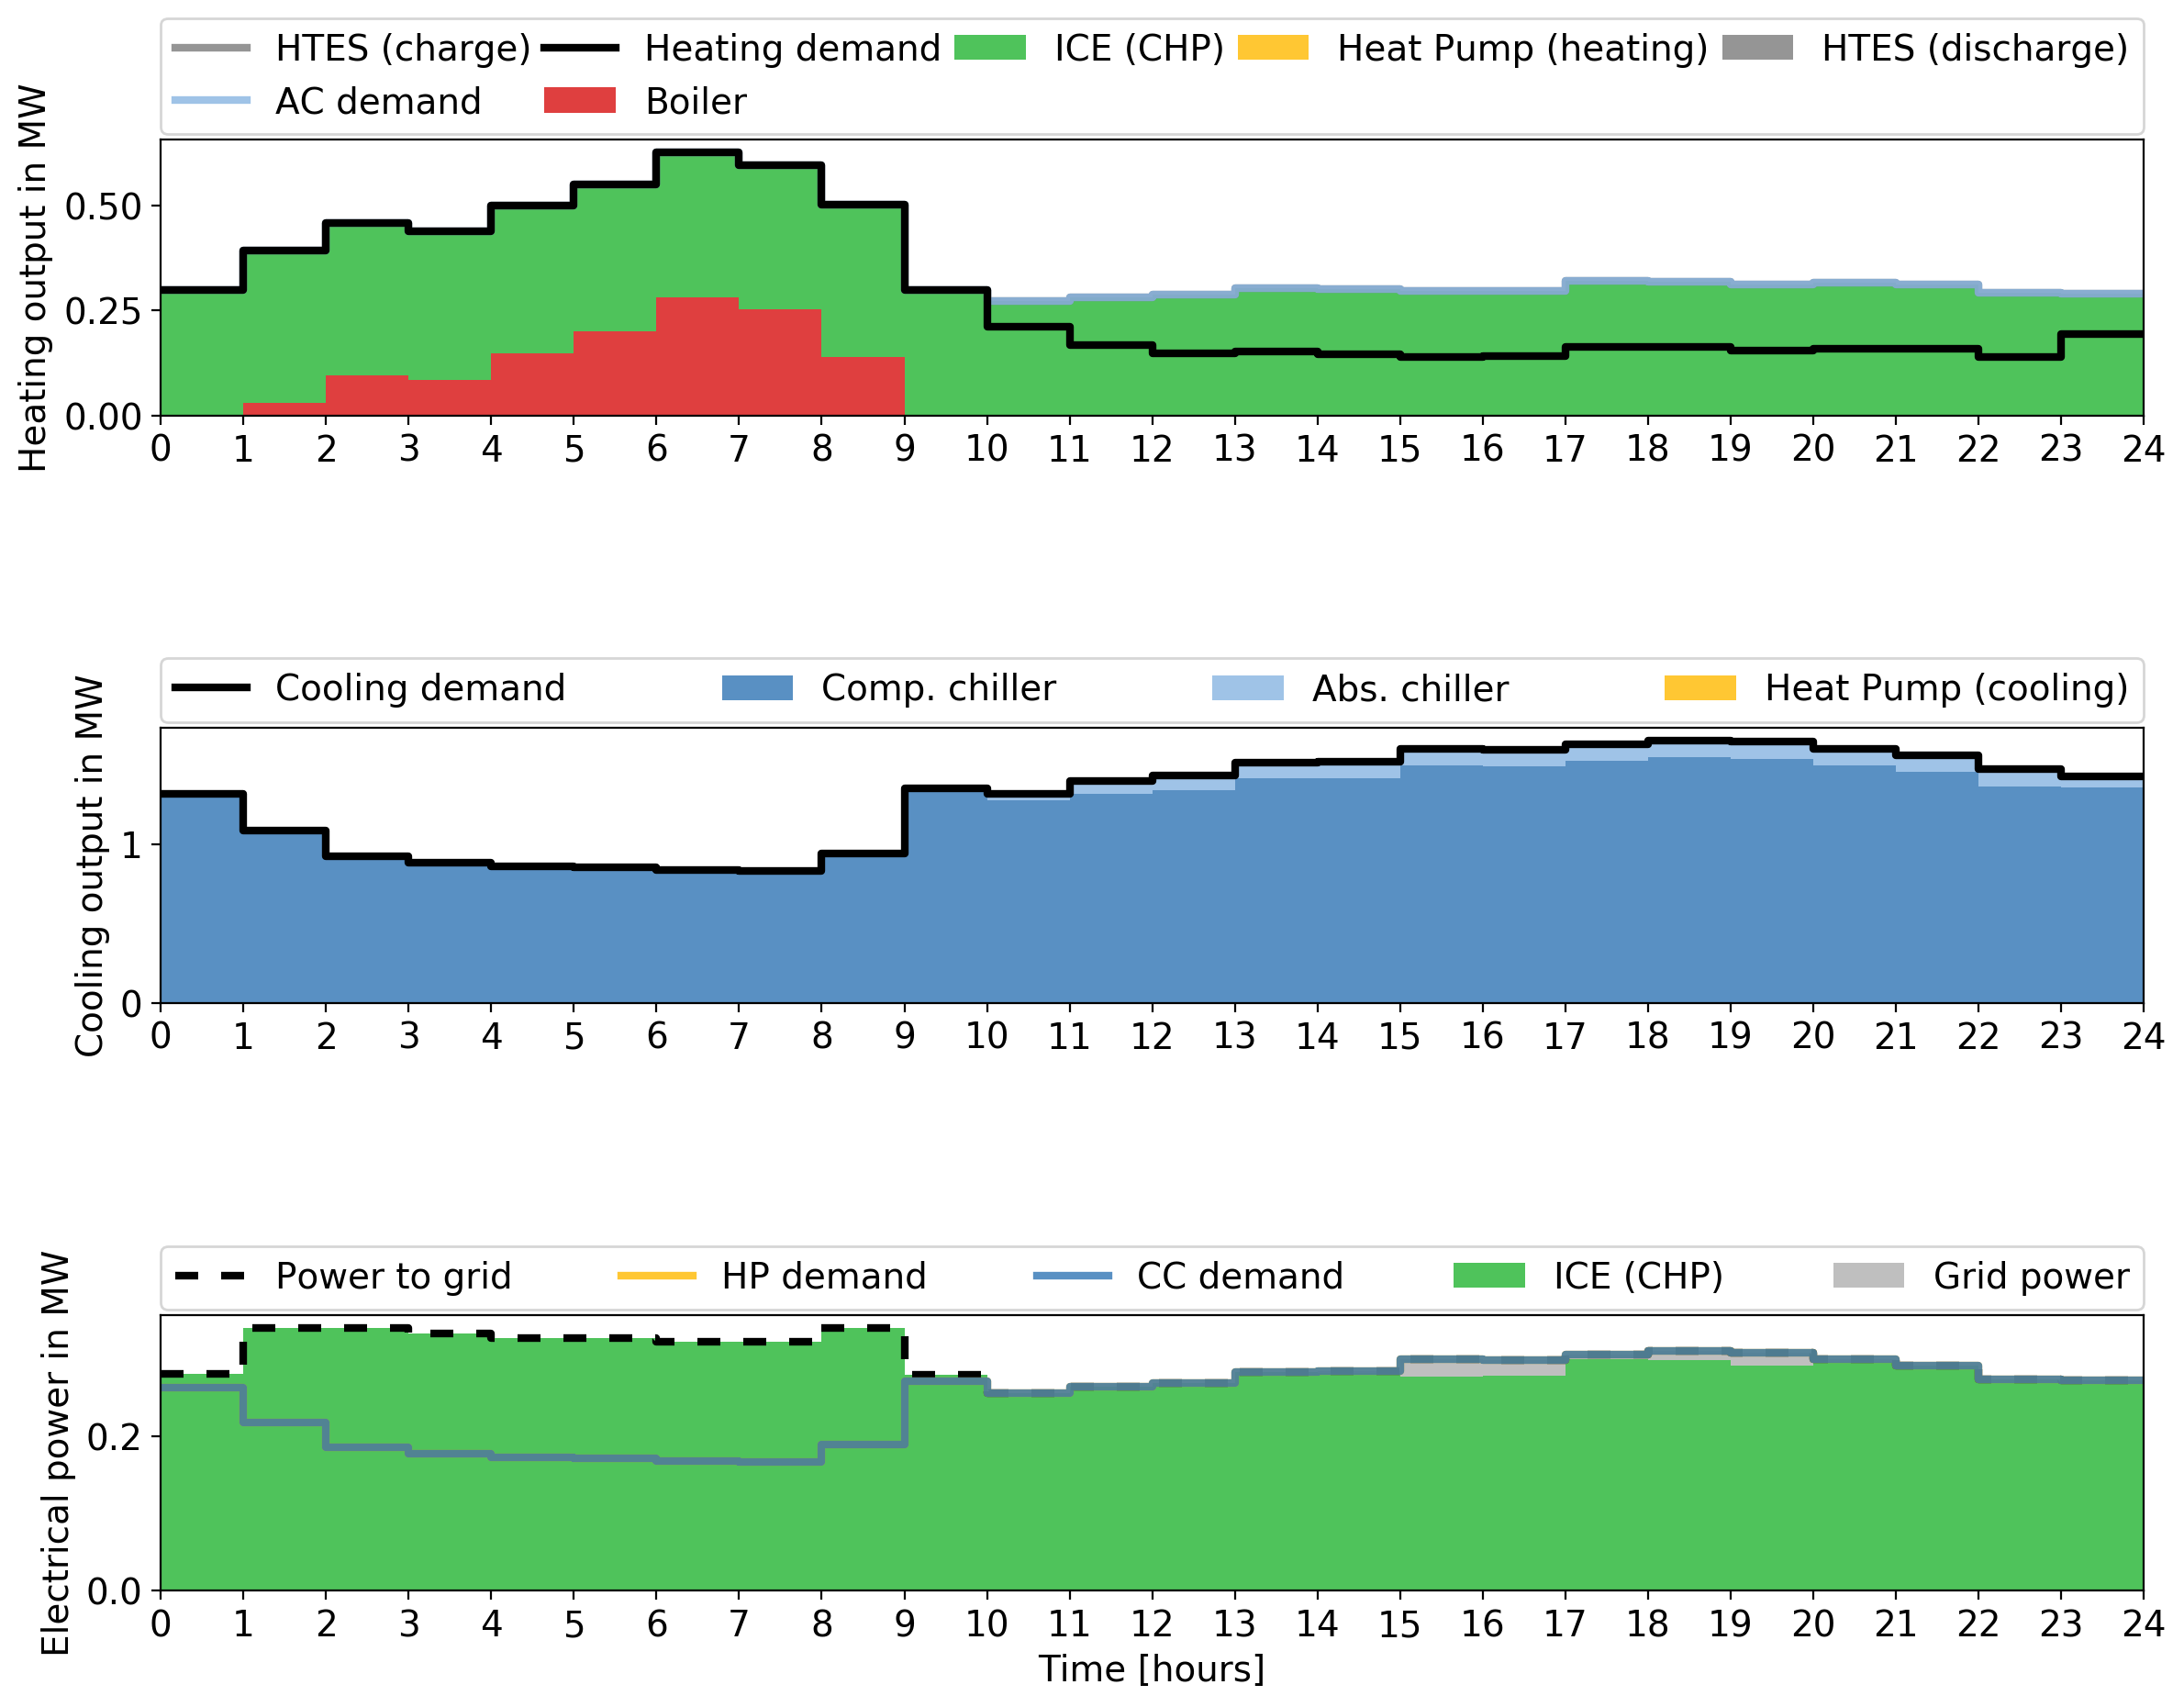 HTES (charge) Heating demand ICE (CHP) Heat Pump (heating) HTES (discharge)
AC demand Boiler
Heating output in MW
0.50
0.25
0.00
0 1 2 3 4 5 6 7 8 9 10 11 12 13 14 15 16 17 18 19 20 21 22 23 24
Cooling demand Comp. chiller Abs. chiller Heat Pump (cooling)
Cooling output in MW
1
0
0 1 2 3 4 5 6 7 8 9 10 11 12 13 14 15 16 17 18 19 20 21 22 23 24
Power to grid HP demand CC demand ICE (CHP) Grid power
Electrical power in MW
0.2
0.0
0 1 2 3 4 5 6 7 8 9 10 11 12 13 14 15 16 17 18 19 20 21 22 23 24
Time [hours]